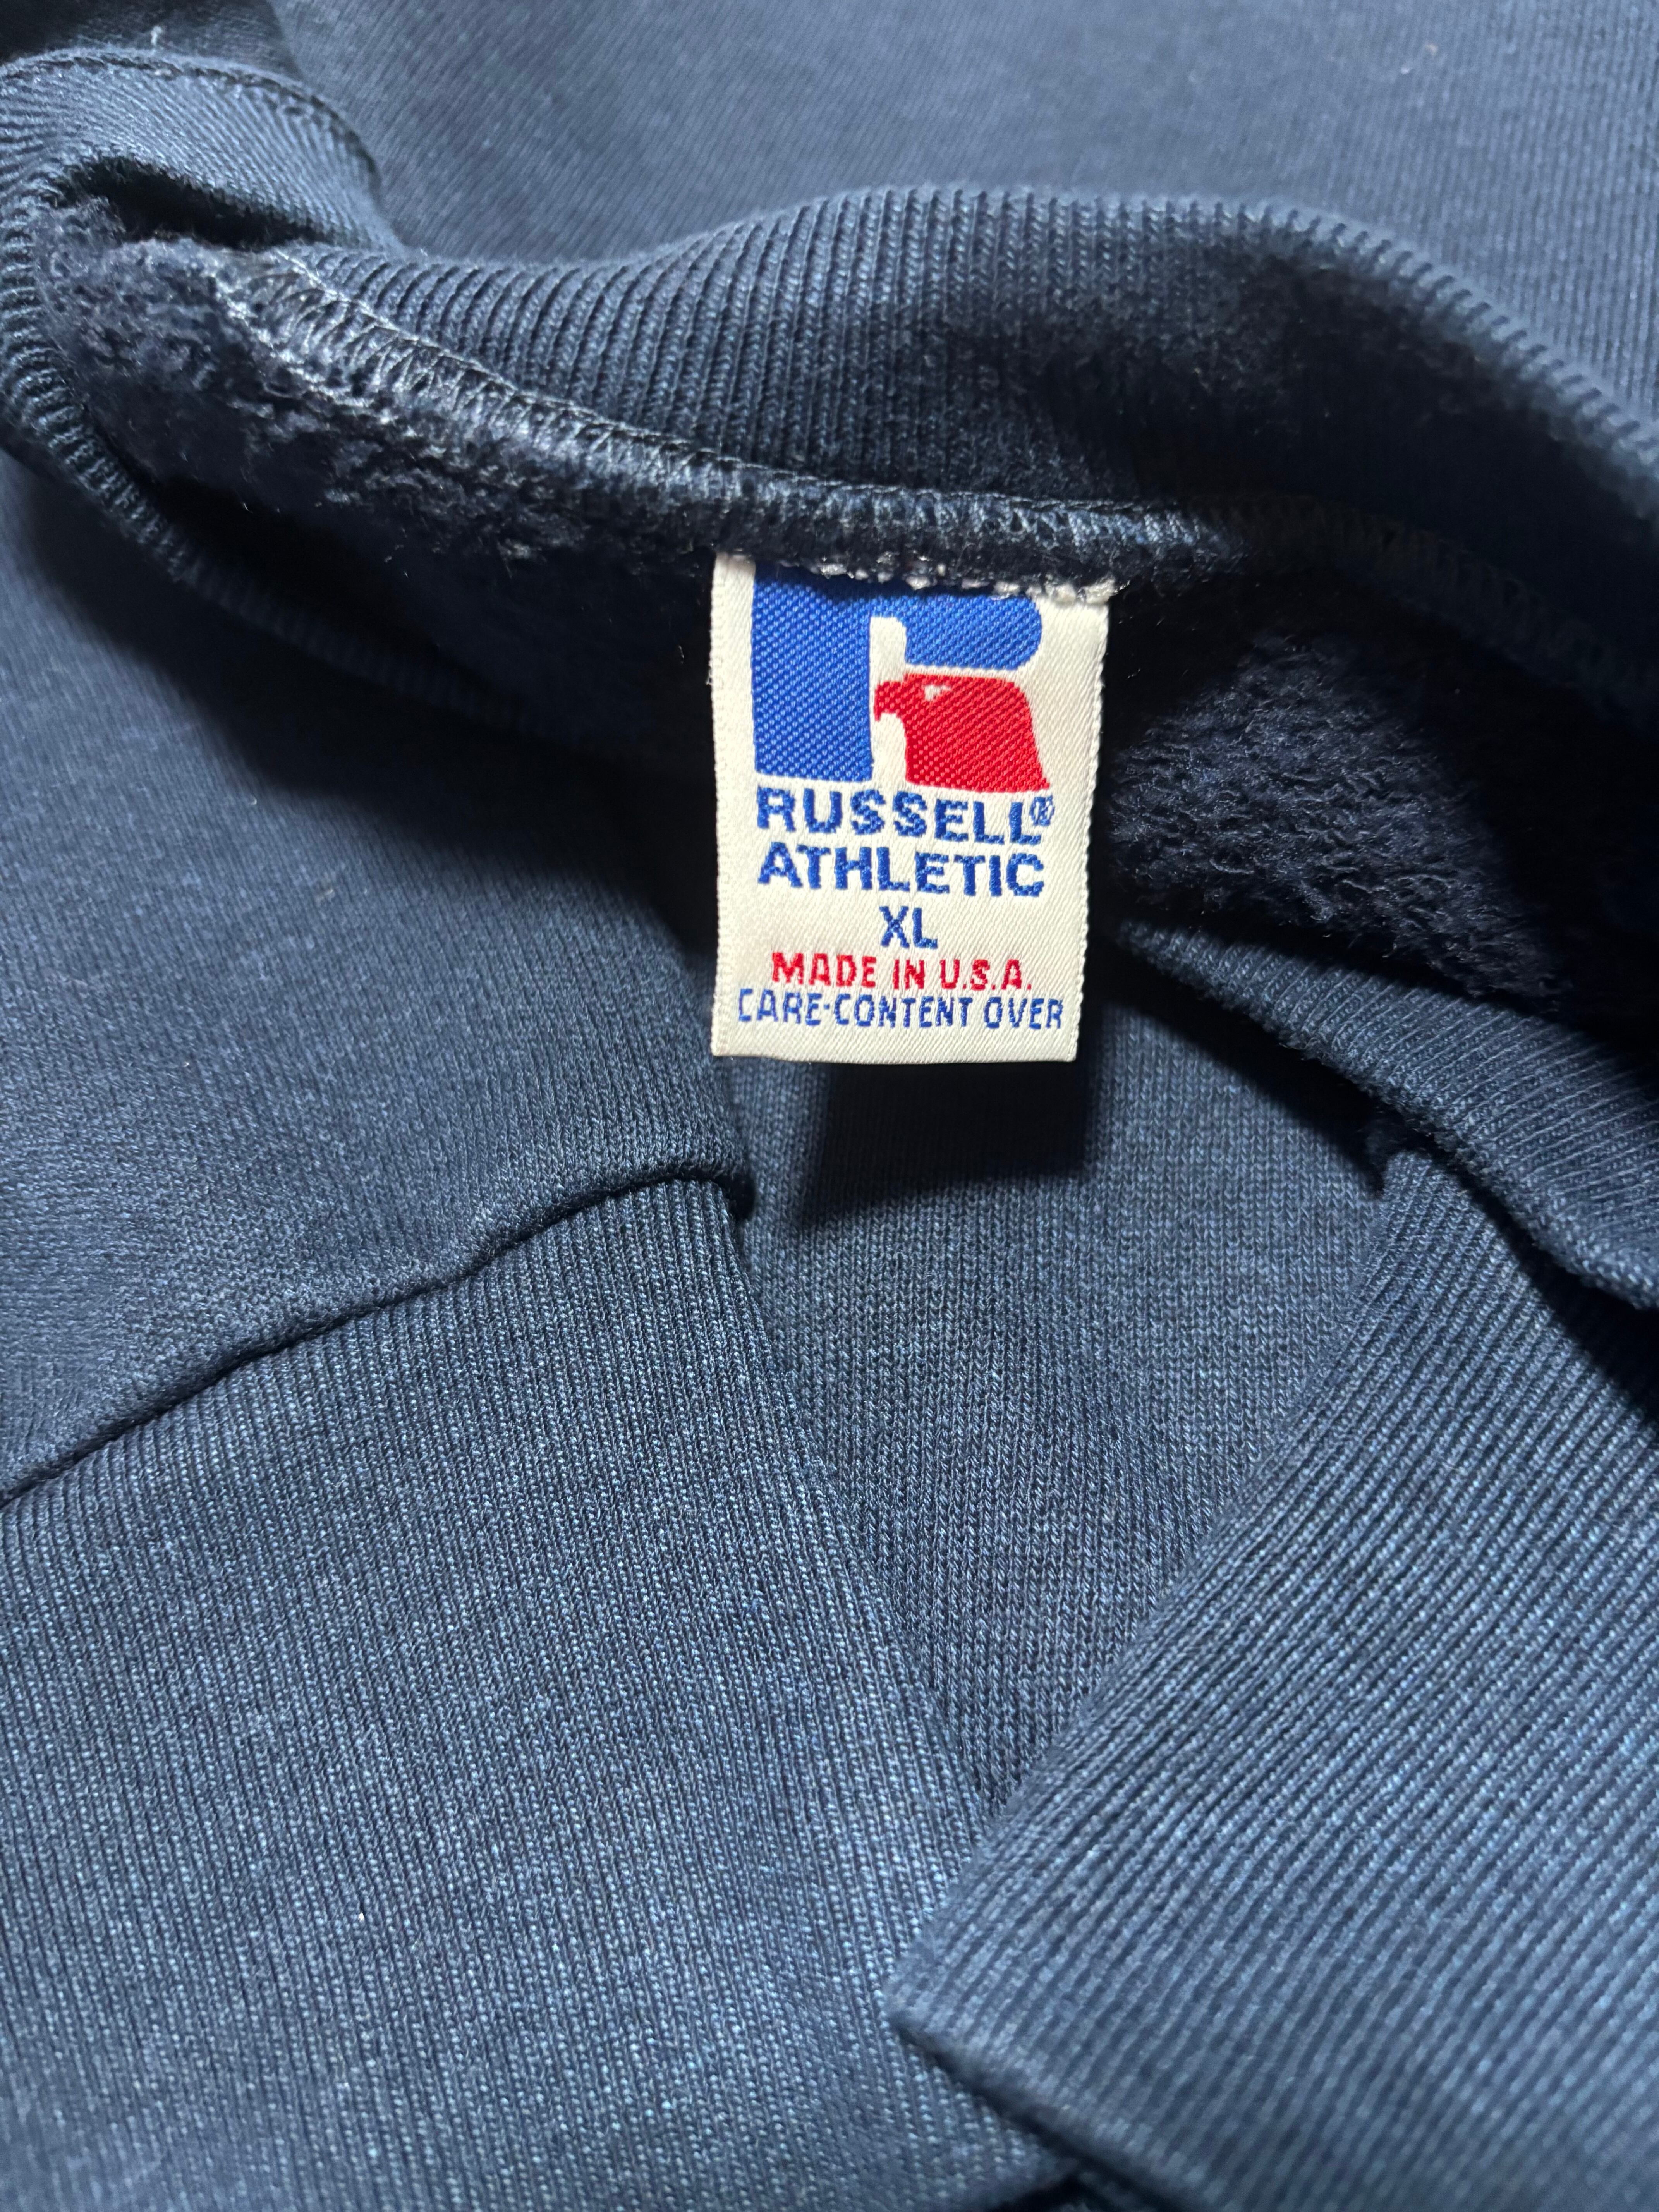 R
RUSSELL®
ATHLETIC
XL
MADE IN U.S.A.
CARE-CONTENT OVER